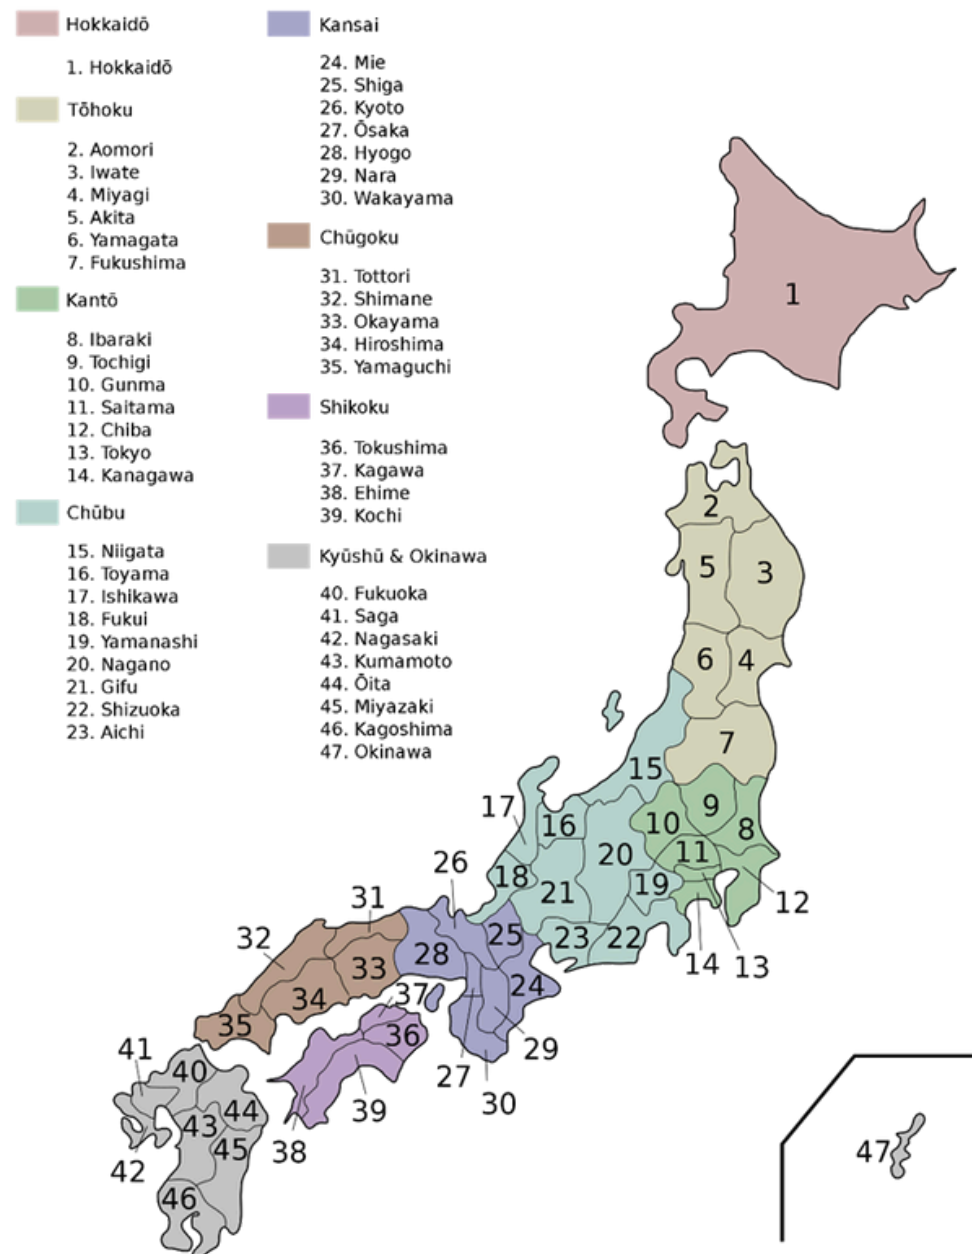 Hokkaidō
1. Hokkaidō
Tōhoku
2. Aomori
3. Iwate
4. Miyagi
5. Akita
6. Yamagata
7. Fukushima
Kantō
8. Ibaraki
9. Tochigi
10. Gunma
11. Saitama
12. Chiba
13. Tokyo
14. Kanagawa
Chūbu
15. Niigata
16. Toyama
17. Ishikawa
18. Fukui
19. Yamanashi
20. Nagano
21. Gifu
22. Shizuoka
23. Aichi
Kansai
24. Mie
25. Shiga
26. Kyoto
27. Ōsaka
28. Hyogo
29. Nara
30. Wakayama
Chūgoku
31. Tottori
32. Shimane
33. Okayama
34. Hiroshima
35. Yamaguchi
Shikoku
36. Tokushima
37. Kagawa
38. Ehime
39. Kochi
Kyūshū & Okinawa
40. Fukuoka
41. Saga
42. Nagasaki
43. Kumamoto
44. Ōita
45. Miyazaki
46. Kagoshima
47. Okinawa
1
2
5
3
6
4
7
15
9
17
16
10
8
11
20
26
18
19
21
12
31
32
25
23
22
28
14
13
33
24
37
34
35
36
41
29
40
27
39
30
44
43
45
38
47
42
46